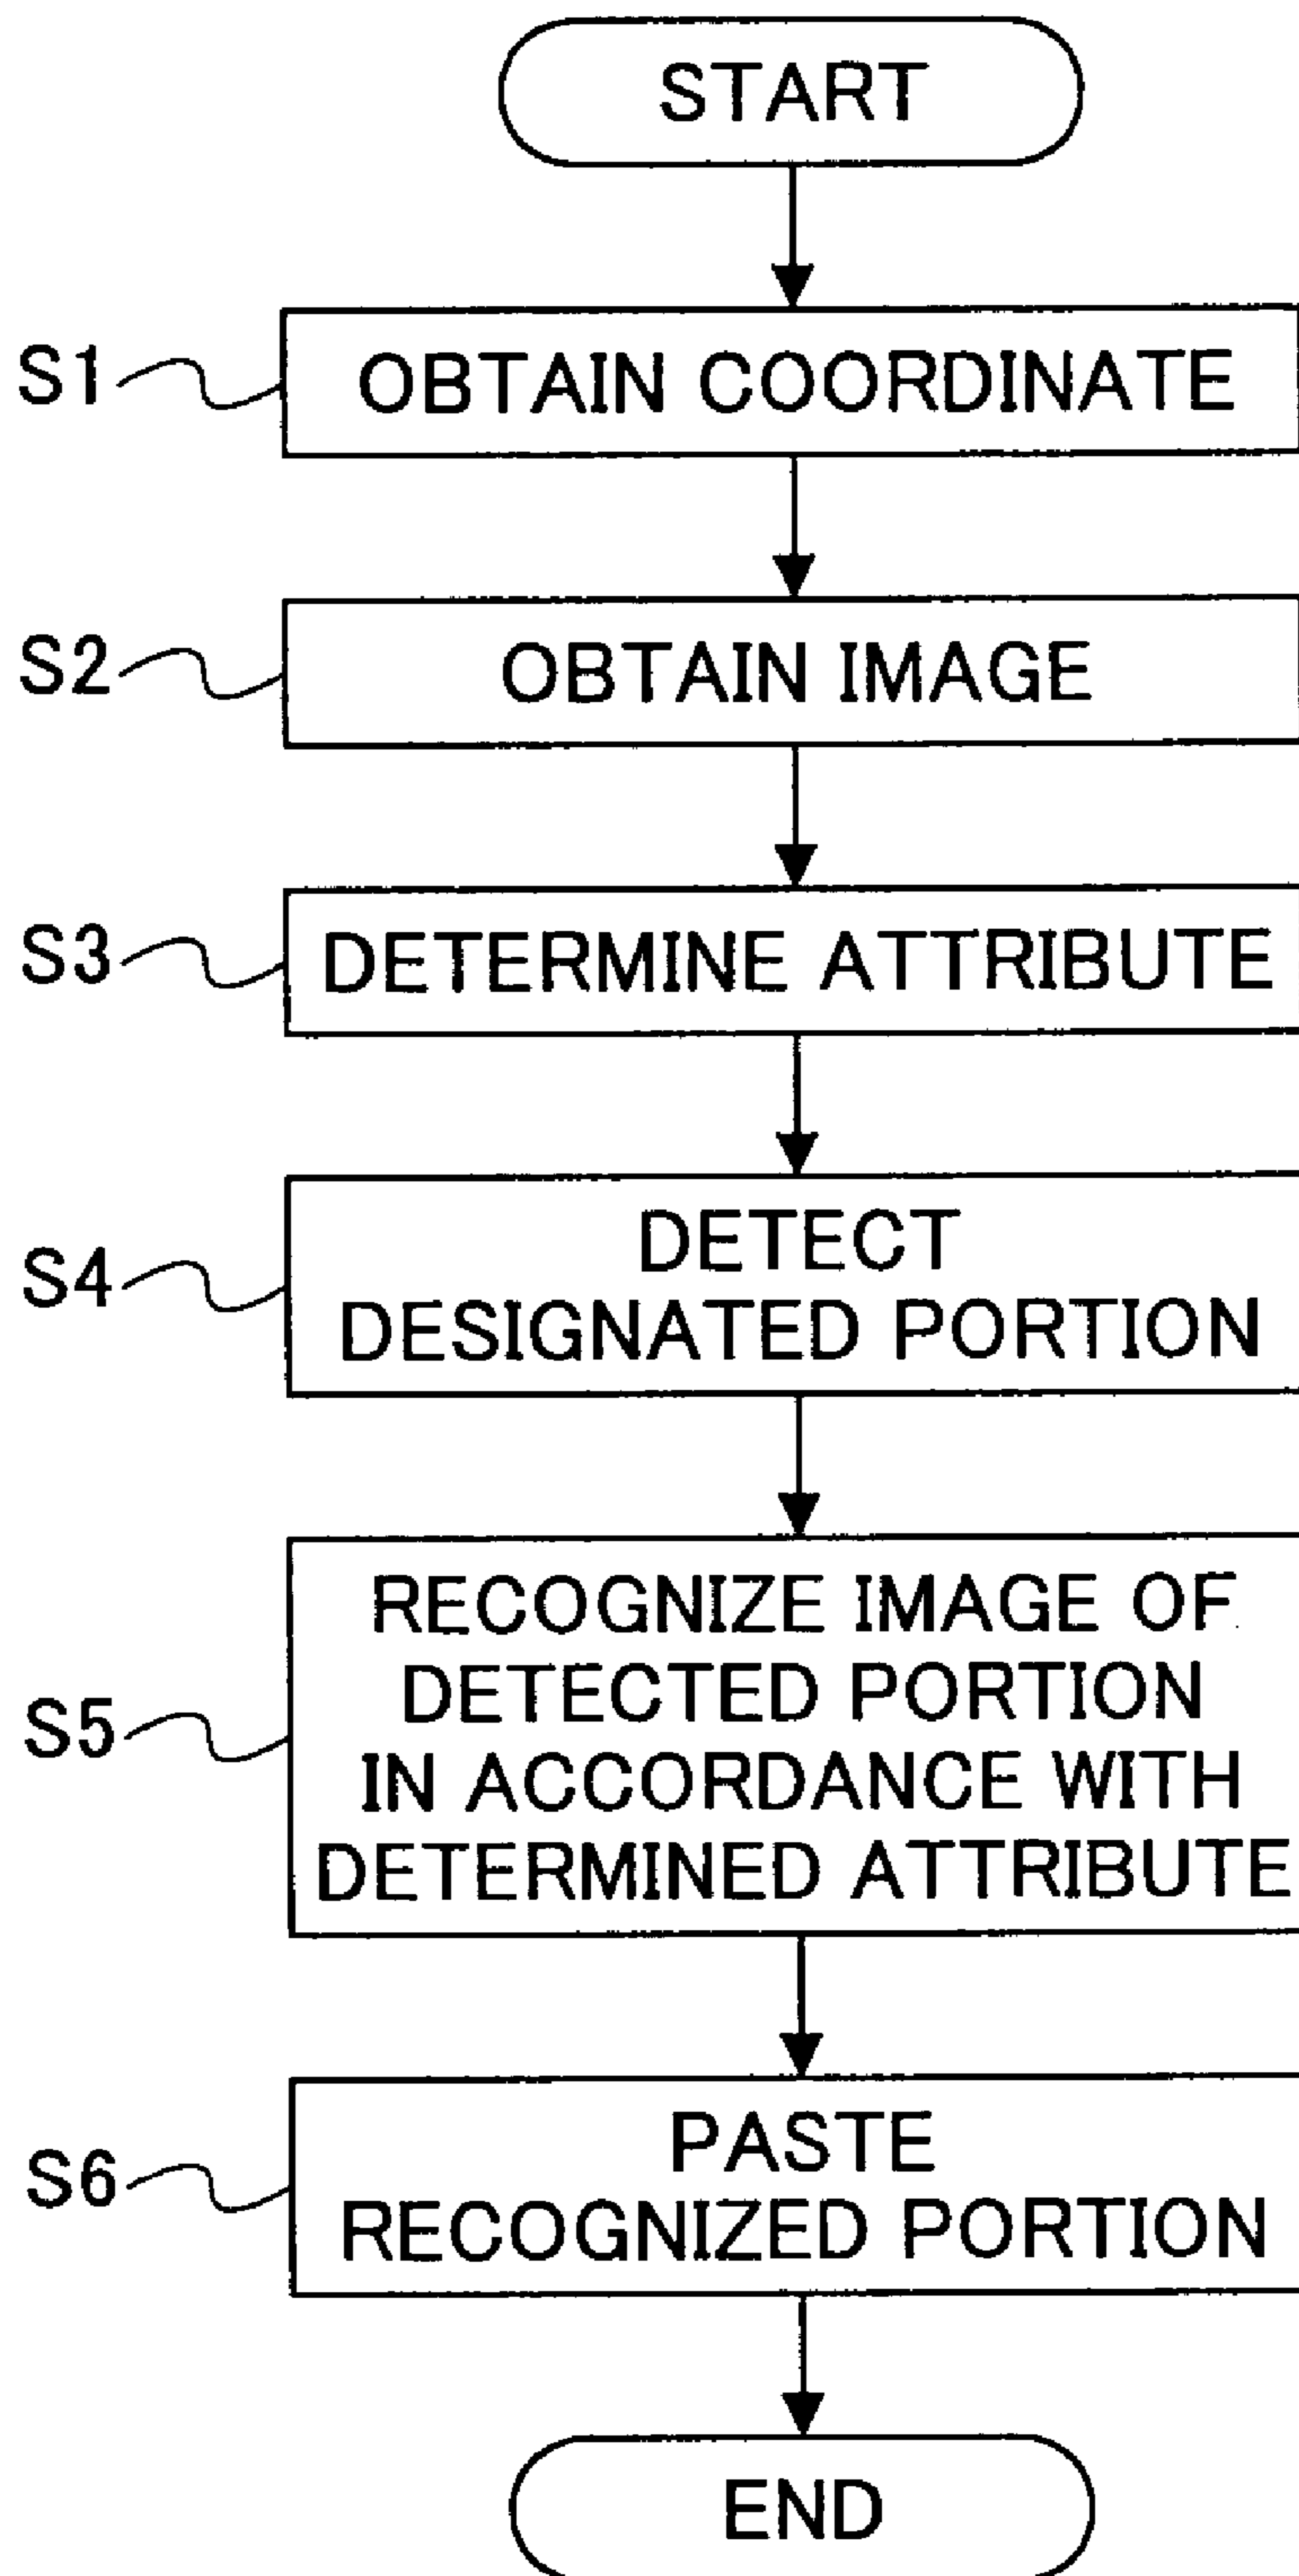 START
S1
OBTAIN COORDINATE
S2
OBTAIN IMAGE
S3
DETERMINE ATTRIBUTE
S4
DETECT
DESIGNATED PORTION
S5
RECOGNIZE IMAGE OF
DETECTED PORTION
IN ACCORDANCE WITH
DETERMINED ATTRIBUTE
S6
PASTE
RECOGNIZED PORTION
END